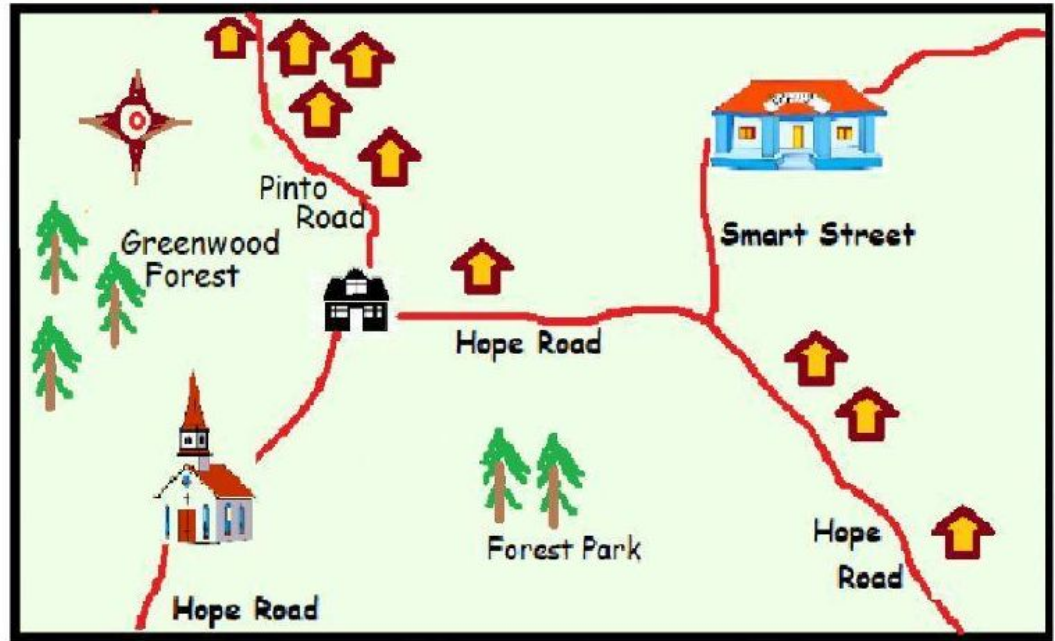 Pinto
Road
Greenwood
Forest
Smart Street
Hope Road
Forest Park
Hope
Road
Hope Road